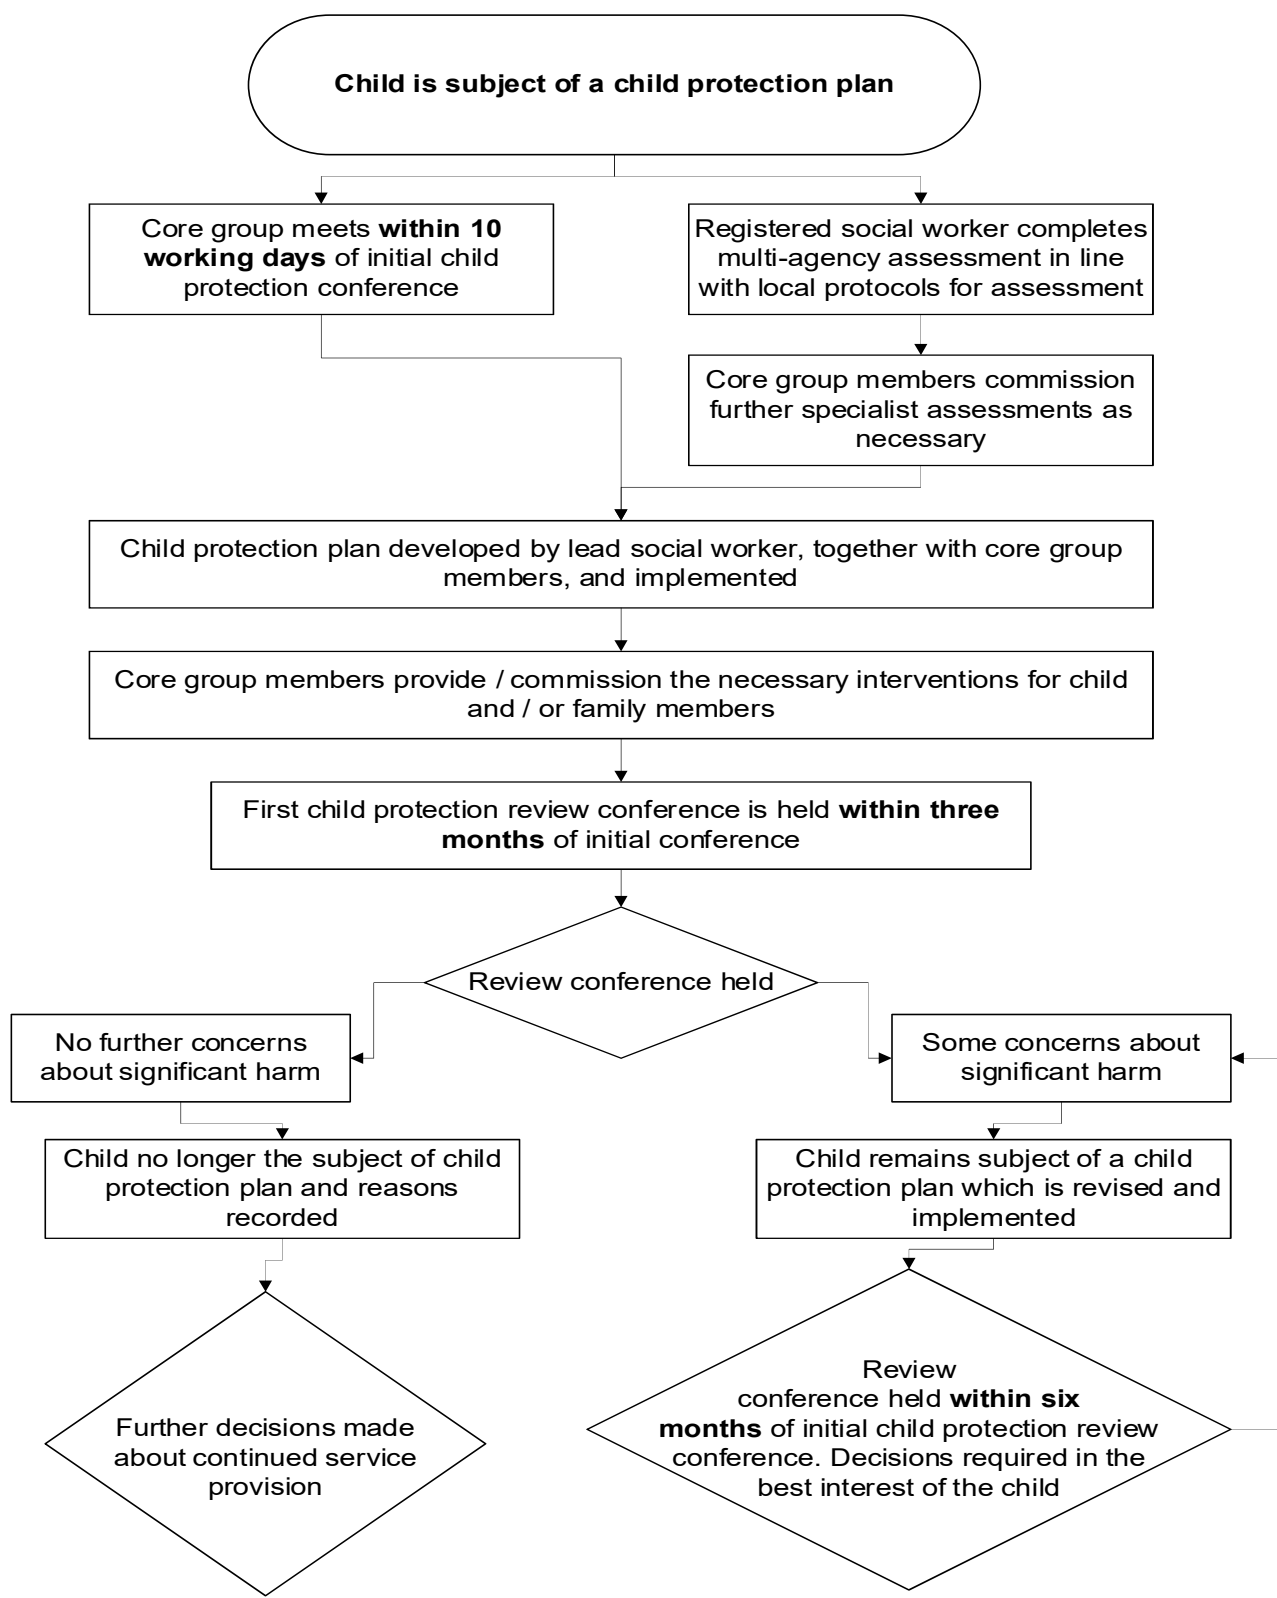 Child is subject of a child protection plan
Core group meets within 10
working days of initial child
protection conference
Registered social worker completes
multi-agency assessment in line
with local protocols for assessment
Core group members commission
further specialist assessments as
necessary
Child protection plan developed by lead social worker, together with core group
members, and implemented
Core group members provide / commission the necessary interventions for child
and / or family members
First child protection review conference is held within three
months of initial conference
Review conference held
No further concerns
about significant harm
Some concerns about
significant harm
Child no longer the subject of child
protection plan and reasons
recorded
Child remains subject of a child
protection plan which is revised and
implemented
Further decisions made
about continued service
provision
Review
conference held within six
months of initial child protection review
conference. Decisions required in the
best interest of the child